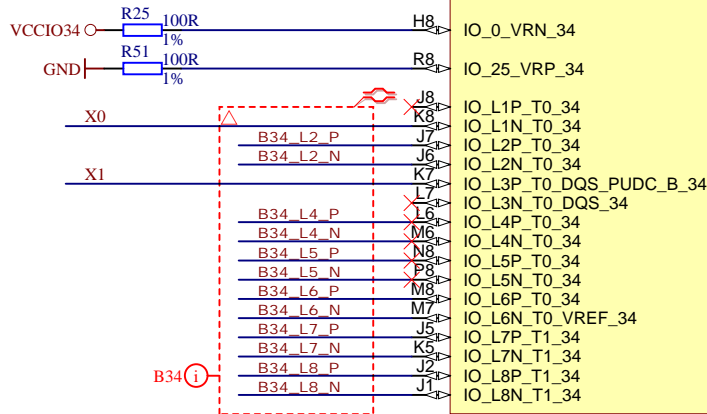 R25 100R H8
VCCIO34 1% IO_0_VRN_34
R51 100R R8
GND 1% IO_25_VRP_34
J8 IO_L1P_T0_34
X0 K8 IO_L1N_T0_34
B34_L2_P J7 IO_L2P_T0_34
B34_L2_N J6 IO_L2N_T0_34
X1 K7 IO_L3P_T0_DQS_PUDC_B_34
L7 IO_L3N_T0_DQS_34
B34_L4_P L6 IO_L4P_T0_34
B34_L4_N M6 IO_L4N_T0_34
B34_L5_P N8 IO_L5P_T0_34
B34_L5_N P8 IO_L5N_T0_34
B34_L6_P M8 IO_L6P_T0_34
B34_L6_N M7 IO_L6N_T0_VREF_34
B34_L7_P J5 IO_L7P_T1_34
B34_L7_N K5 IO_L7N_T1_34
B34 i B34_L8_P J2 IO_L8P_T1_34
B34_L8_N J1 IO_L8N_T1_34